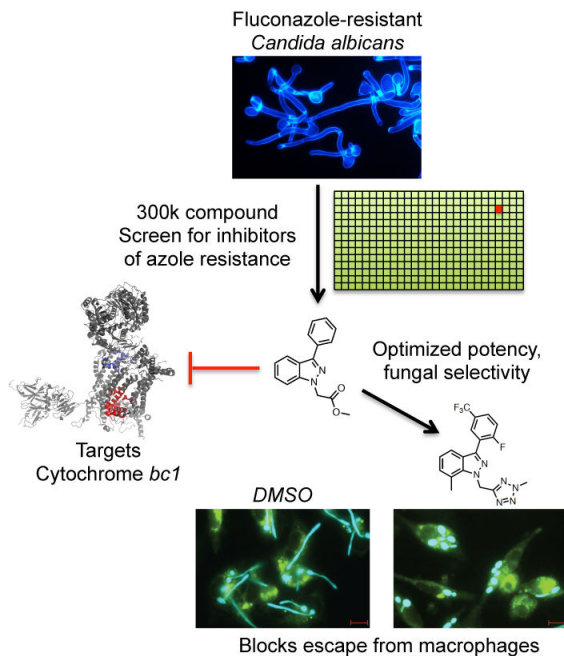 Fluconazole-resistant
Candida albicans
300k compound
Screen for inhibitors
of azole resistance
Optimized potency,
fungal selectivity
N
N
O
O
F3C
F
N
N
N
N
N
N
Targets
Cytochrome bc1
DMSO
Blocks escape from macrophages